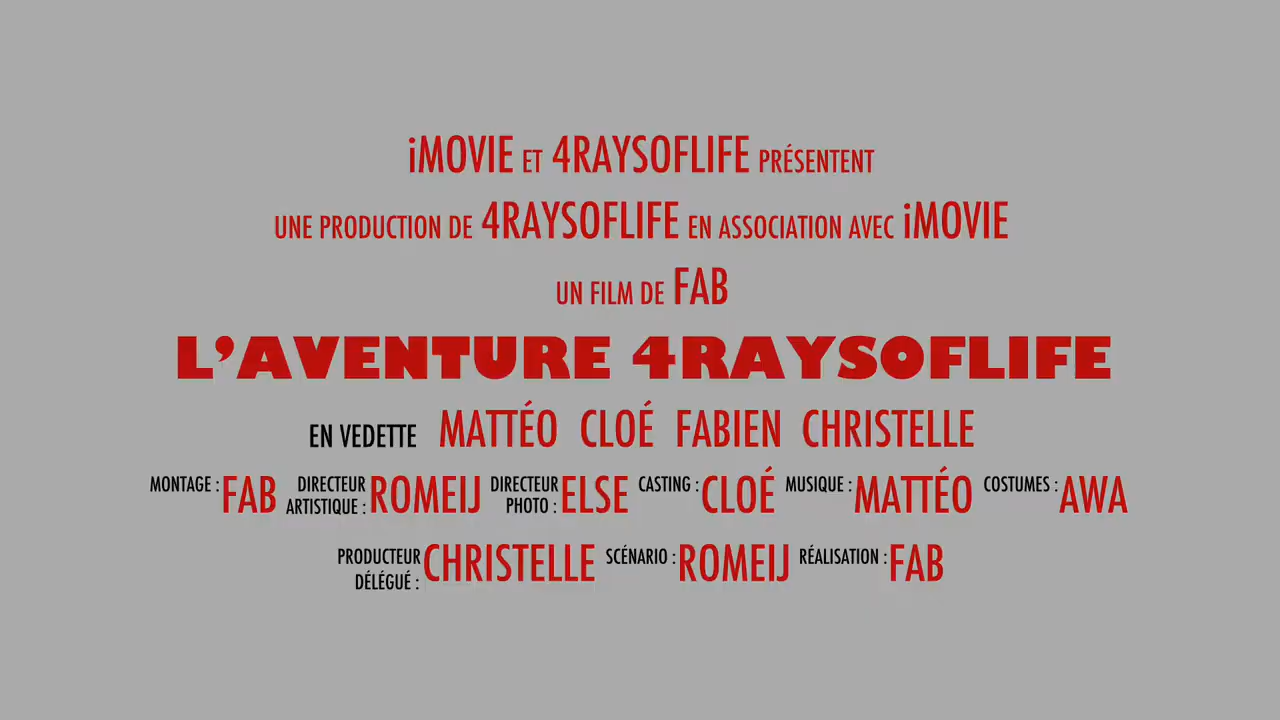 iMOVIE ET 4RAYSOFLIFE PRÉSENTENT
UNE PRODUCTION DE 4RAYSOFLIFE EN ASSOCIATION AVEC iMOVIE
UN FILM DE FAB
L'AVENTURE 4RAYSOFLIFE
EN VEDETTE MATTÉO CLOÉ FABIEN CHRISTELLE
MONTAGE : FAB DIRECTEUR ARTISTIQUE : ROMEIJ DIRECTEUR PHOTO : ELSE CASTING : CLOÉ MUSIQUE : MATTÉO COSTUMES : AWA
PRODUCTEUR DÉLÉGUÉ : CHRISTELLE SCÉNARIO : ROMEIJ RÉALISATION : FAB